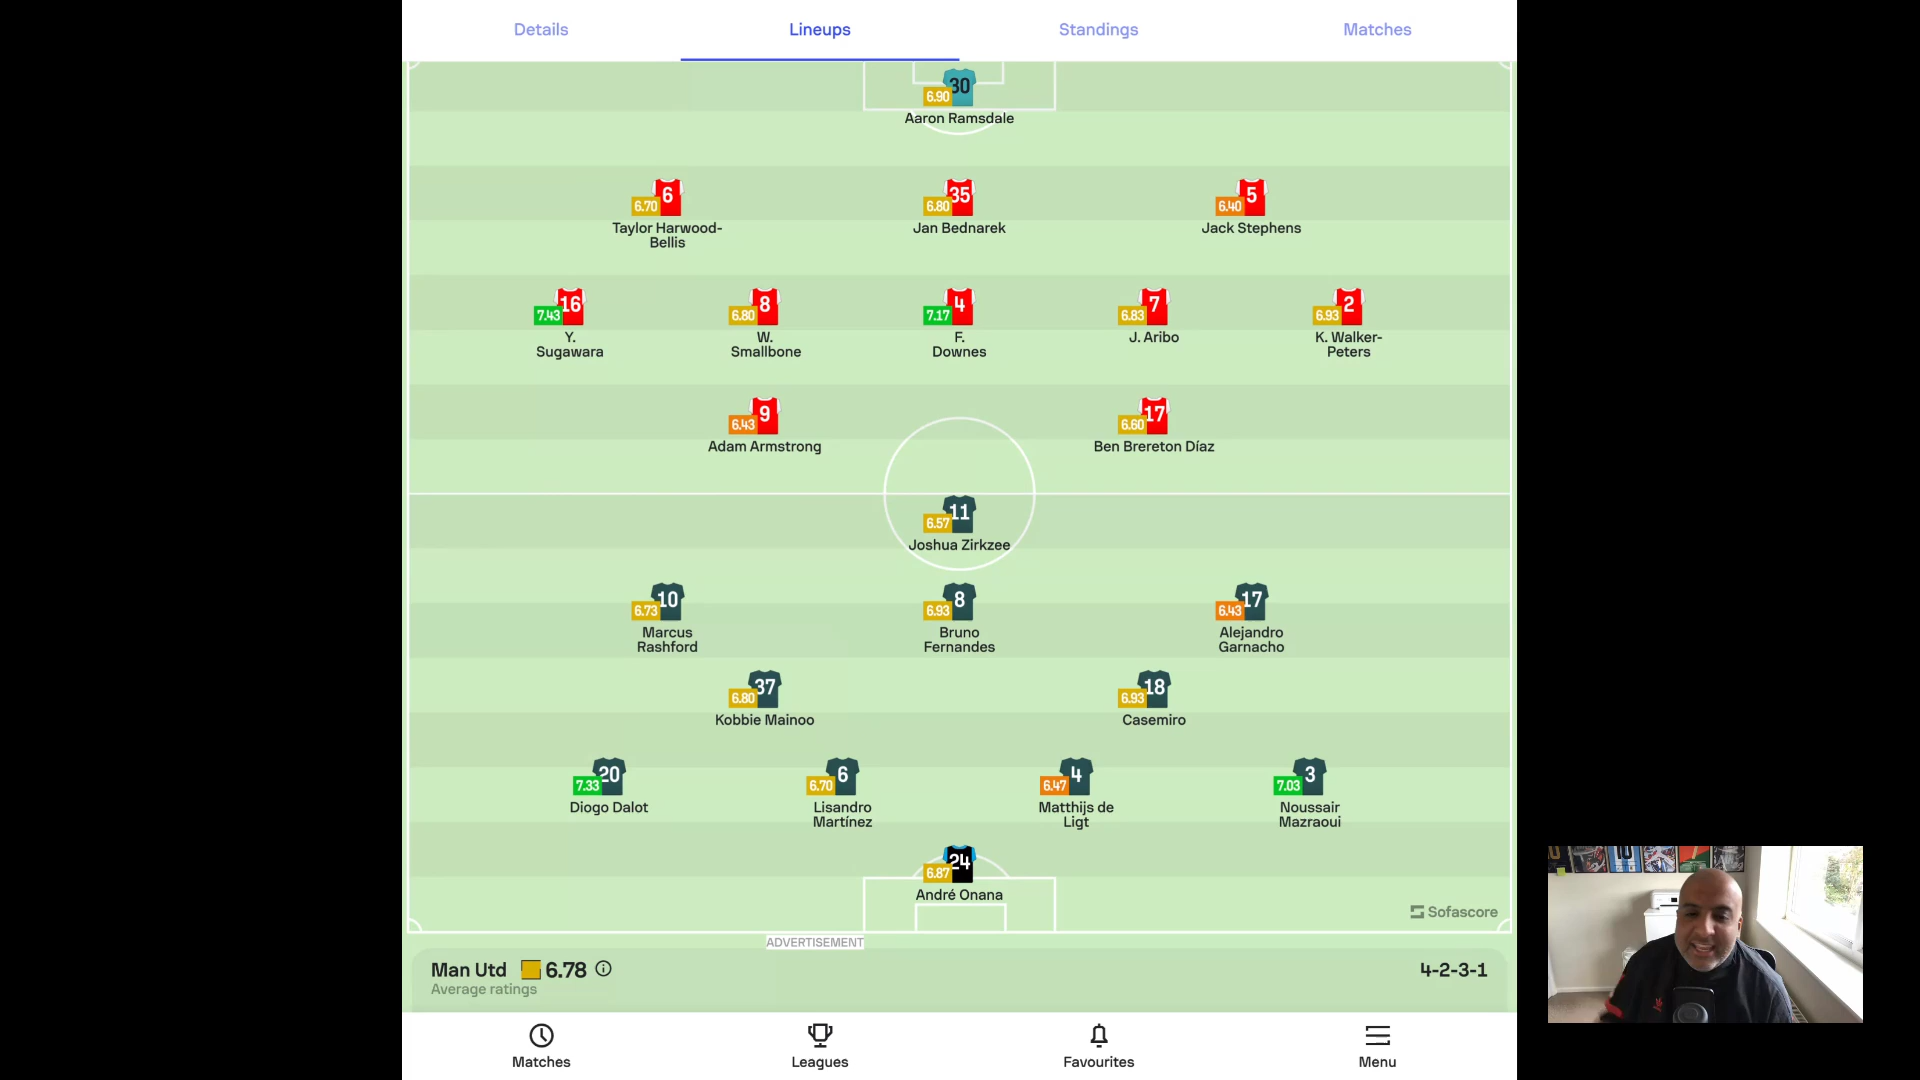 Details Lineups Standings Matches
30
6.90
Aaron Ramsdale
6 35 5
6.70 6.80 6.40
Taylor Harwood- Jan Bednarek Jack Stephens
Bellis
16 8 4 7 2
7.43 6.80 7.17 6.83 6.93
Y. W. F. J. Aribo K. Walker-
Sugawara Smallbone Downes Peters
9 17
6.43 6.60
Adam Armstrong Ben Brereton Díaz
11
6.57
Joshua Zirkzee
10 8 17
6.73 6.93 6.43
Marcus Bruno Alejandro
Rashford Fernandes Garnacho
37 18
6.80 6.93
Kobbie Mainoo Casemiro
20 6 4 3
7.33 6.70 6.47 7.03
Diogo Dalot Lisandro Matthijs de Noussair
Martínez Ligt Mazraoui
24
6.87
André Onana
Sofascore
ADVERTISEMENT
Man Utd 6.78 4-2-3-1
Average ratings
Matches Leagues Favourites Menu